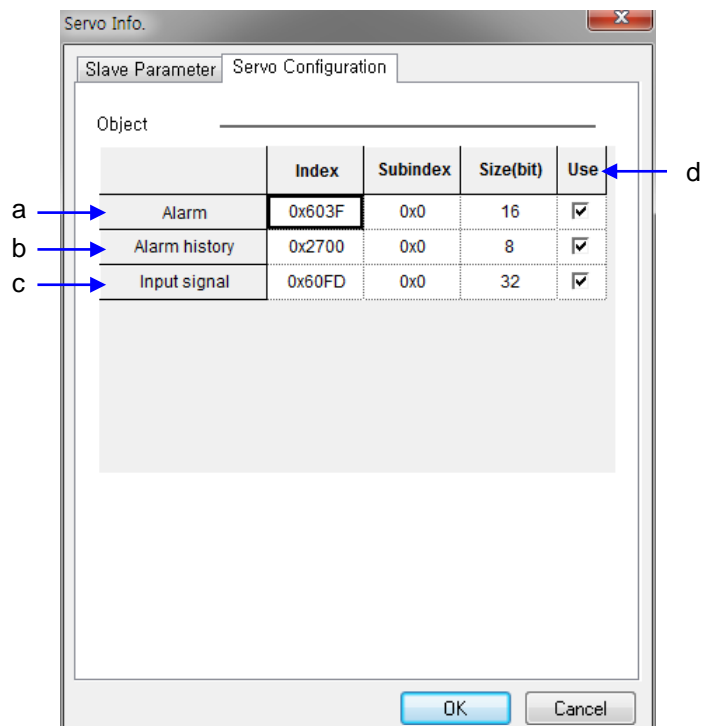 Servo Info.
Slave Parameter Servo Configuration
Object
Index Subindex Size(bit) Use d
a Alarm 0x603F 0x0 16
b Alarm history 0x2700 0x0 8
c Input signal 0x60FD 0x0 32
OK Cancel